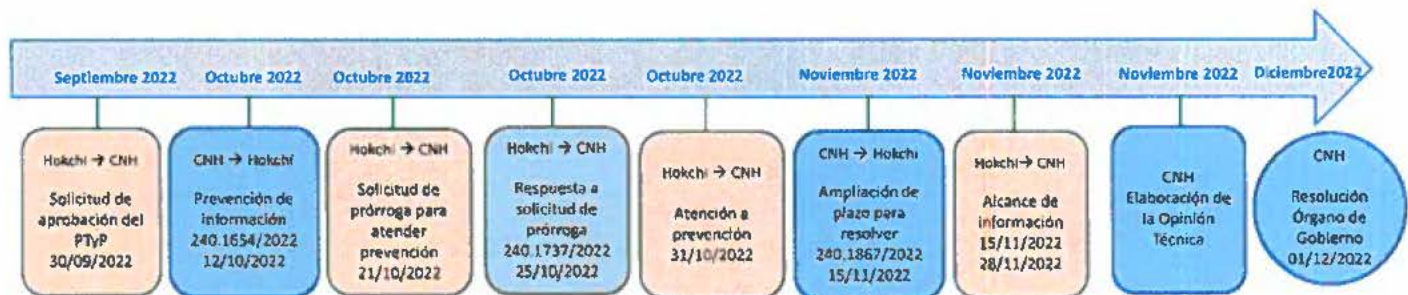 Septiembre 2022
Octubre 2022
Octubre 2022
Octubre 2022
Octubre 2022
Noviembre 2022
Noviembre 2022
Noviembre 2022
Diciembre2022
Hokchi → CNH
Solicitud de
aprobación del
PTyP
30/09/2022
CNH → Hokchi
Prevención de
información
240.1654/2022
12/10/2022
Hokchi → CNH
Solicitud de
prórroga para
atender
prevención
21/10/2022
Hokchi → CNH
Respuesta a
solicitud de
prórroga
240.1737/2022
25/10/2022
Hokchi → CNH
Atención a
prevención
31/10/2022
CNH → Hokchi
Ampliación de
plazo para
resolver
240.1867/2022
15/11/2022
Hokchi → CNH
Alcance de
información
15/11/2022
28/11/2022
CNH
Elaboración de
la Opinión
Técnica
CNH
Resolución
Órgano de
Gobierno
01/12/2022